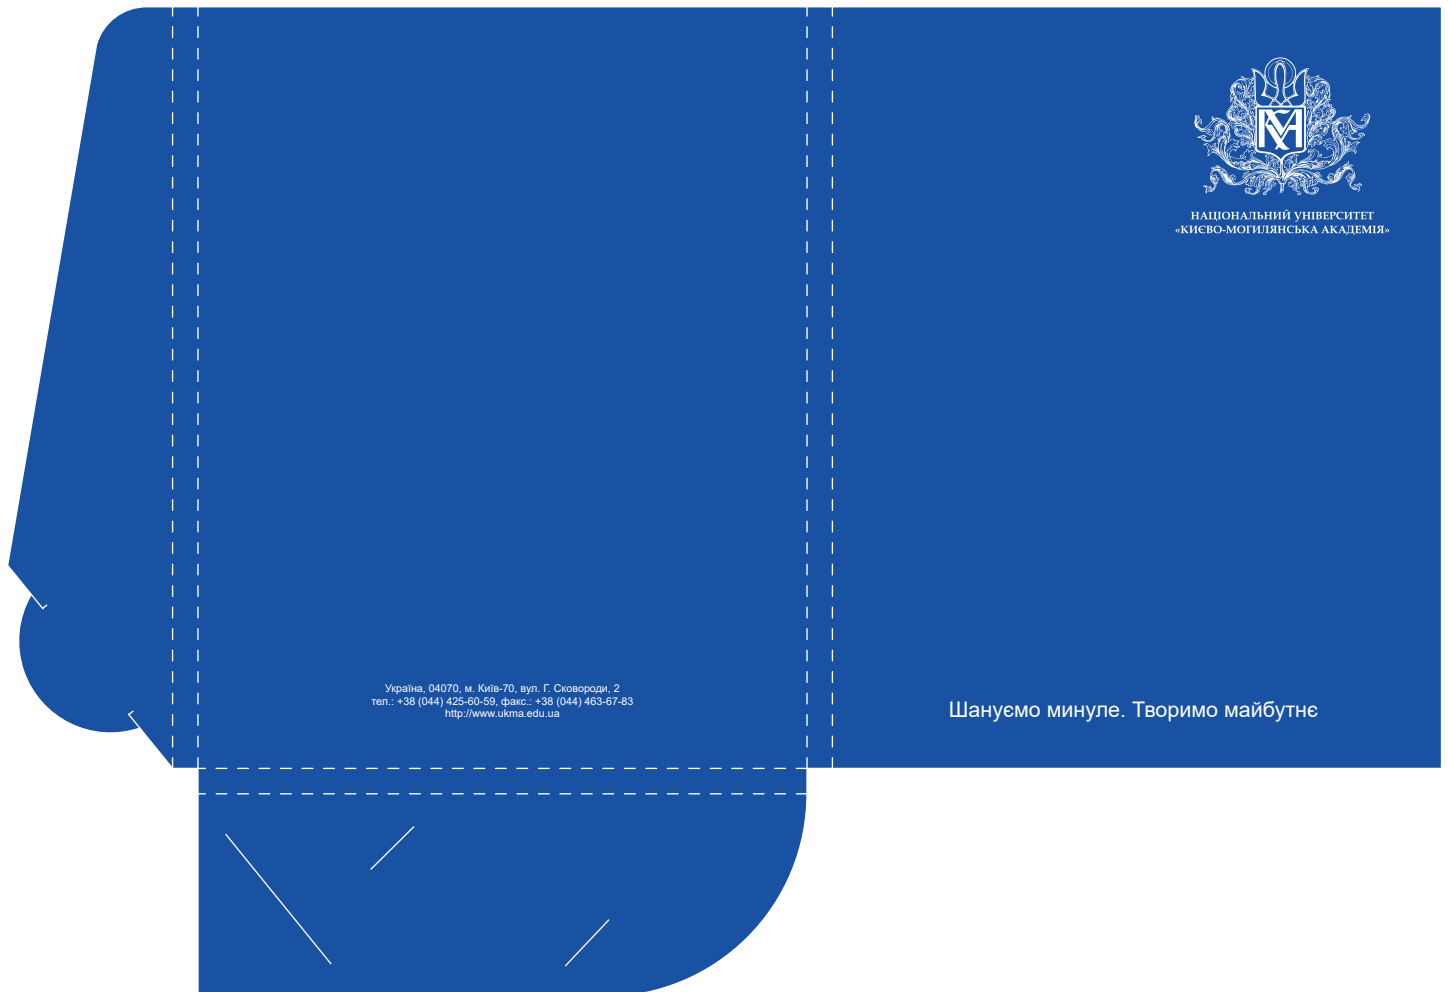 НАЦІОНАЛЬНИЙ УНІВЕРСИТЕТ
«КИЄВО-МОГИЛЯНСЬКА АКАДЕМІЯ»
Україна, 04070, м. Київ-70, вул. Г. Сковороди, 2
тел.: +38 (044) 425-60-59, факс.: +38 (044) 463-67-83
http://www.ukma.edu.ua
Шануємо минуле. Творимо майбутнє